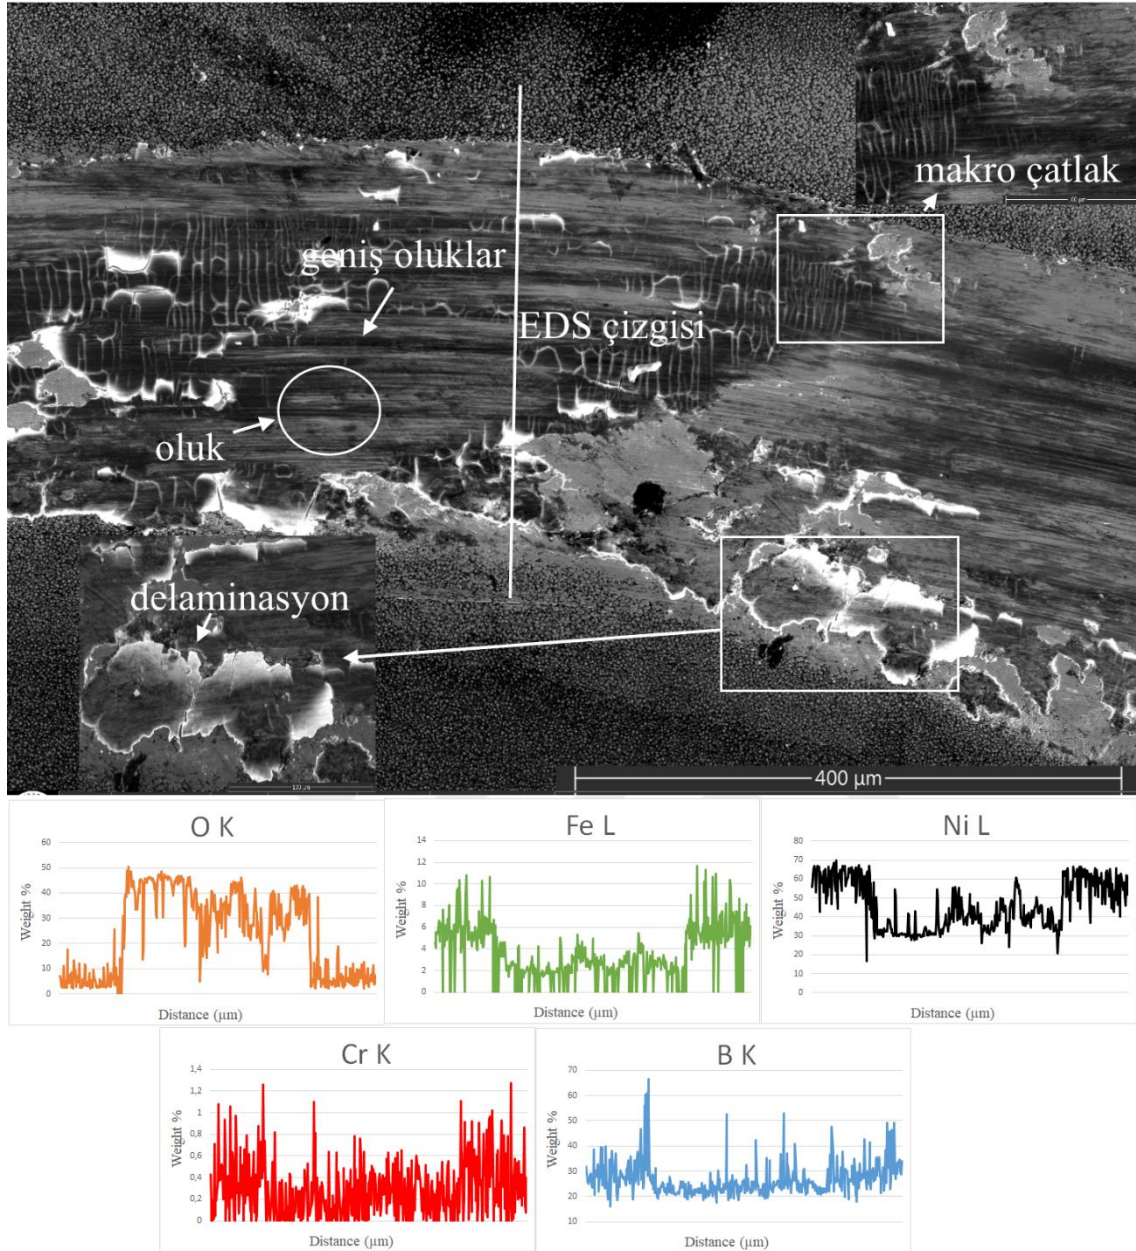 makro çatlak
geniş oluklar
EDS çizgisi
oluk
delaminasyon
400 µm
O K
Weight %
60
50
40
30
20
10
0
Distance (µm)
Fe L
Weight %
14
12
10
8
6
4
2
0
Distance (µm)
Ni L
Weight %
80
70
60
50
40
30
20
10
0
Distance (µm)
Cr K
Weight %
1,4
1,2
1
0,8
0,6
0,4
0,2
0
Distance (µm)
B K
Weight %
70
60
50
40
30
20
10
Distance (µm)